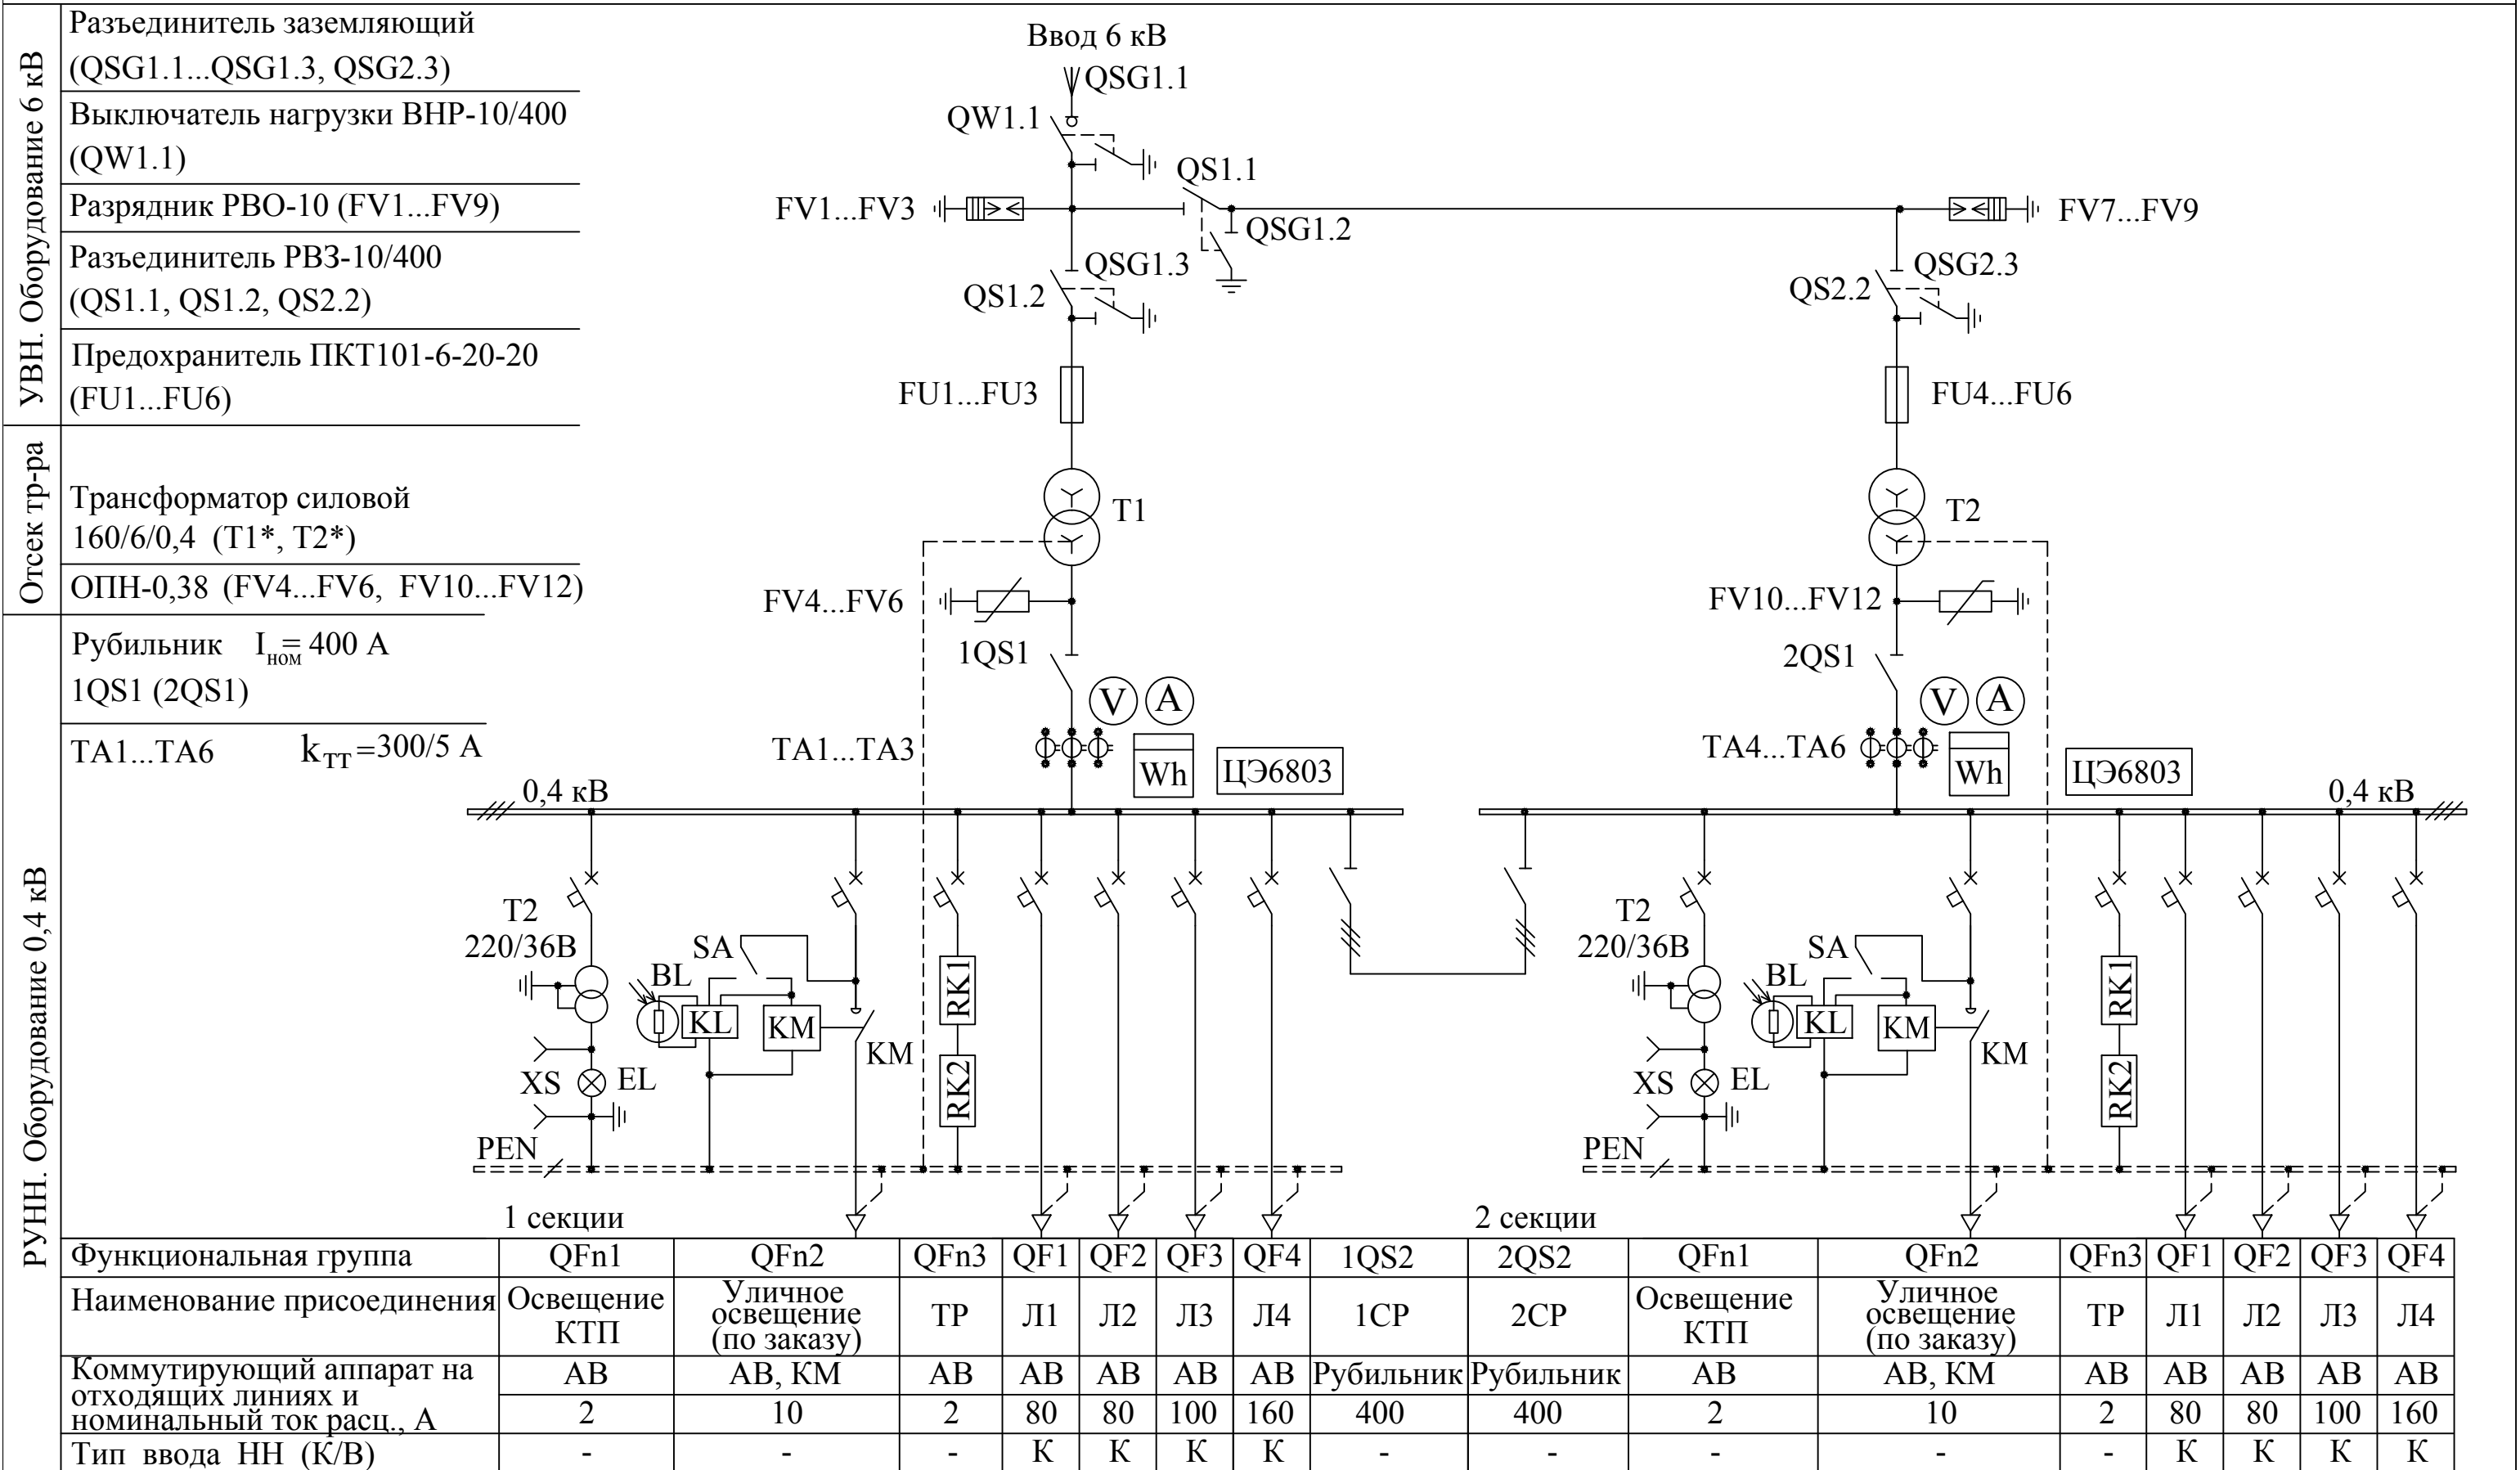 УВН. Оборудование 6 кВ
Разъединитель заземляющий
(QSG1.1...QSG1.3, QSG2.3)
Выключатель нагрузки ВНР-10/400
(QW1.1)
Разрядник РВО-10 (FV1...FV9)
Разъединитель РВЗ-10/400
(QS1.1, QS1.2, QS2.2)
Предохранитель ПКТ101-6-20-20
(FU1...FU6)
Отсек тр-ра
Трансформатор силовой
160/6/0,4 (Т1*, Т2*)
ОПН-0,38 (FV4...FV6, FV10...FV12)
РУНН. Оборудование 0,4 кВ
Рубильник Iном= 400 А
1QS1 (2QS1)
ТА1...ТА6 kТТ=300/5 А
Ввод 6 кВ
QSG1.1
QW1.1
QS1.1
FV1...FV3
QSG1.2
FV7...FV9
QSG1.3
QS1.2
QSG2.3
QS2.2
FU1...FU3
FU4...FU6
Т1
Т2
FV4...FV6
FV10...FV12
1QS1
2QS1
V A
V A
ТА1...ТА3
Wh
ЦЭ6803
ТА4...ТА6
Wh
ЦЭ6803
0,4 кВ
0,4 кВ
Т2
220/36В
SA
BL
KL
KM
KM
RK1
RK2
XS
EL
PEN
Т2
220/36В
SA
BL
KL
KM
KM
RK1
RK2
XS
EL
PEN
1 секции
2 секции
Функциональная группа QFn1 QFn2 QFn3 QF1 QF2 QF3 QF4 1QS2 2QS2 QFn1 QFn2 QFn3 QF1 QF2 QF3 QF4
Наименование присоединения
Освещение
КТП
Уличное
освещение
(по заказу)
ТР Л1 Л2 Л3 Л4 1СР 2СР
Освещение
КТП
Уличное
освещение
(по заказу)
ТР Л1 Л2 Л3 Л4
Коммутирующий аппарат на
отходящих линиях и
номинальный ток расц., А
АВ АВ, КМ АВ АВ АВ АВ АВ Рубильник Рубильник АВ АВ, КМ АВ АВ АВ АВ АВ
2 10 2 80 80 100 160 400 400 2 10 2 80 80 100 160
Тип ввода НН (К/В) - - - К К К К - - - - - К К К К